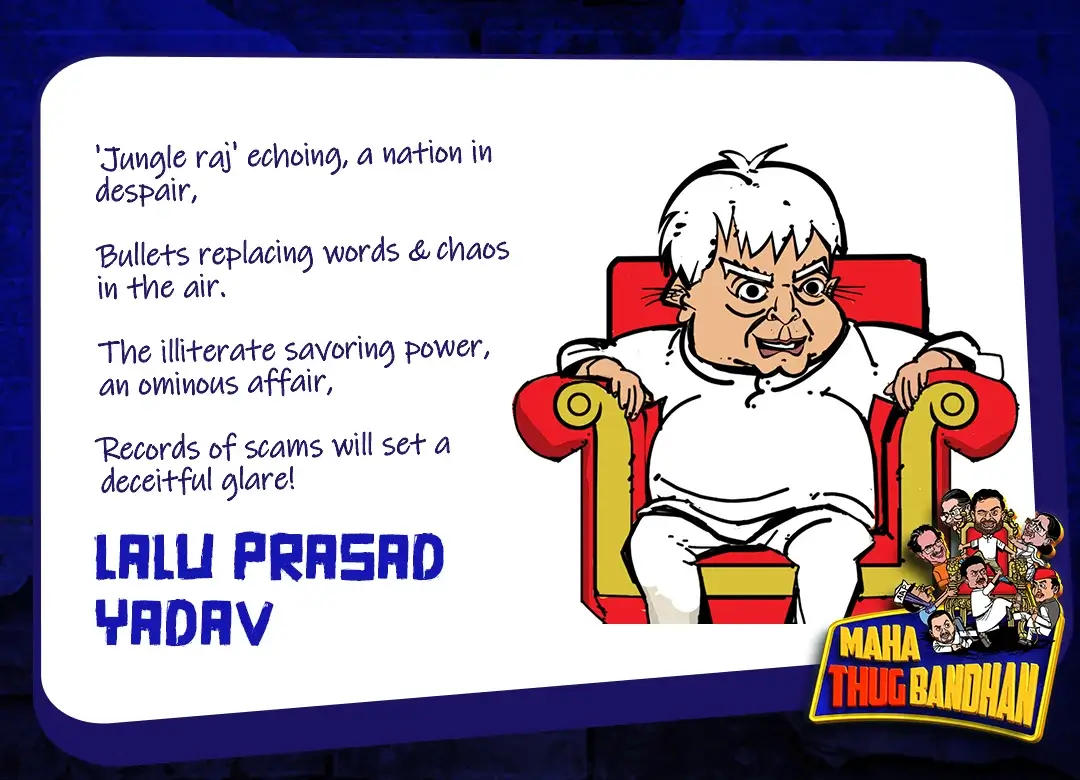 'Jungle raj' echoing, a nation in
despair,
Bullets replacing words & chaos
in the air.
The illiterate savoring power,
an ominous affair,
Records of scams will set a
deceitful glare!
LALU PRASAD
YADAV
AAP
MAHA
THUGBANDHAN